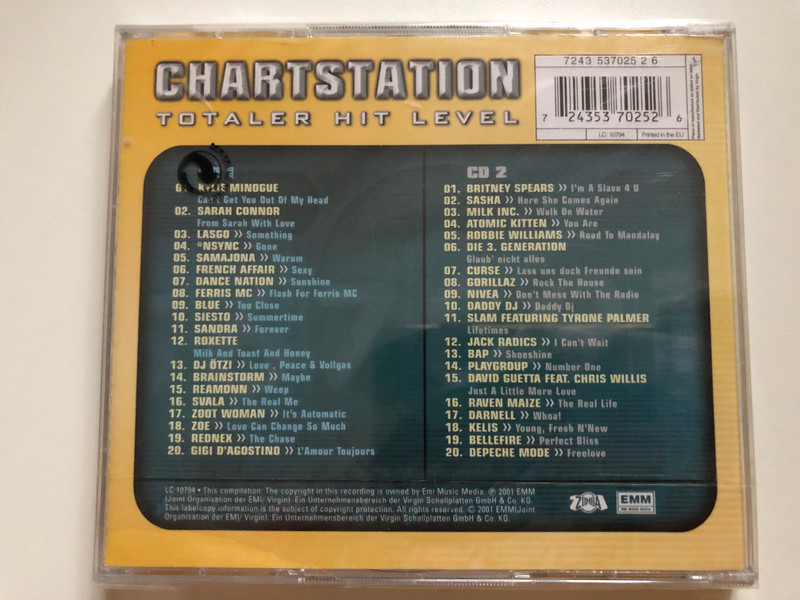 CHARTSTATION
TOTALER HIT LEVEL
7243 537025 2 6
7 24353 70252 6
LC: 10794
Printed in the EU
KYLIE MINOGUE
Can't Get You Out Of My Head
02. SARAH CONNOR
From Sarah With Love
03. LASGO >> Something
04. *NSYNC >> Gone
05. SAMAJONA >> Warum
06. FRENCH AFFAIR >> Sexy
07. DANCE NATION >> Sunshine
08. FERRIS MC >> Flash For Ferris MC
09. BLUE >> Too Close
10. SIESTO >> Summertime
11. SANDRA >> Forever
12. ROXETTE
Milk And Toast And Honey
13. DJ ÖTZI >> Love , Peace & Vollgas
14. BRAINSTORM >> Maybe
15. REAMONN >> Weep
16. SVALA >> The Real Me
17. ZOOT WOMAN >> It's Automatic
18. ZOE >> Love Can Change So Much
19. REDNEX >> The Chase
20. GIGI D'AGOSTINO >> L'Amour Toujours
CD 2
01. BRITNEY SPEARS >> I'm A Slave 4 U
02. SASHA >> Here She Comes Again
03. MILK INC. >> Walk On Water
04. ATOMIC KITTEN >> You Are
05. ROBBIE WILLIAMS >> Road To Mandalay
06. DIE 3. GENERATION
Glaub' nicht alles
07. CURSE >> Lass uns doch Freunde sein
08. GORILLAZ >> Rock The House
09. NIVEA >> Don't Mess With The Radio
10. DADDY DJ >> Daddy Dj
11. SLAM FEATURING TYRONE PALMER
Lifetimes
12. JACK RADICS >> I Can't Wait
13. BAP >> Shoeshine
14. PLAYGROUP >> Number One
15. DAVID GUETTA FEAT. CHRIS WILLIS
Just A Little More Love
16. RAVEN MAIZE >> The Real Life
17. DARNELL >> Whoa!
18. KELIS >> Young, Fresh N'New
19. BELLEFIRE >> Perfect Bliss
20. DEPECHE MODE >> Freelove
LC 10794 • This compilation: The copyright in this recording is owned by Emi Music Media. ℗ 2001 EMM
(Joint Organisation der EMI/ Virgin). Ein Unternehmensbereich der Virgin Schallplatten GmbH & Co. KG.
This labelcopy information is the subject of copyright protection. All rights reserved. © 2001 EMM(Joint
Organisation der EMI/ Virgin). Ein Unternehmensbereich der Virgin Schallplatten GmbH & Co. KG.
ZOMBA
EMM
EMI MUSIC MEDIA